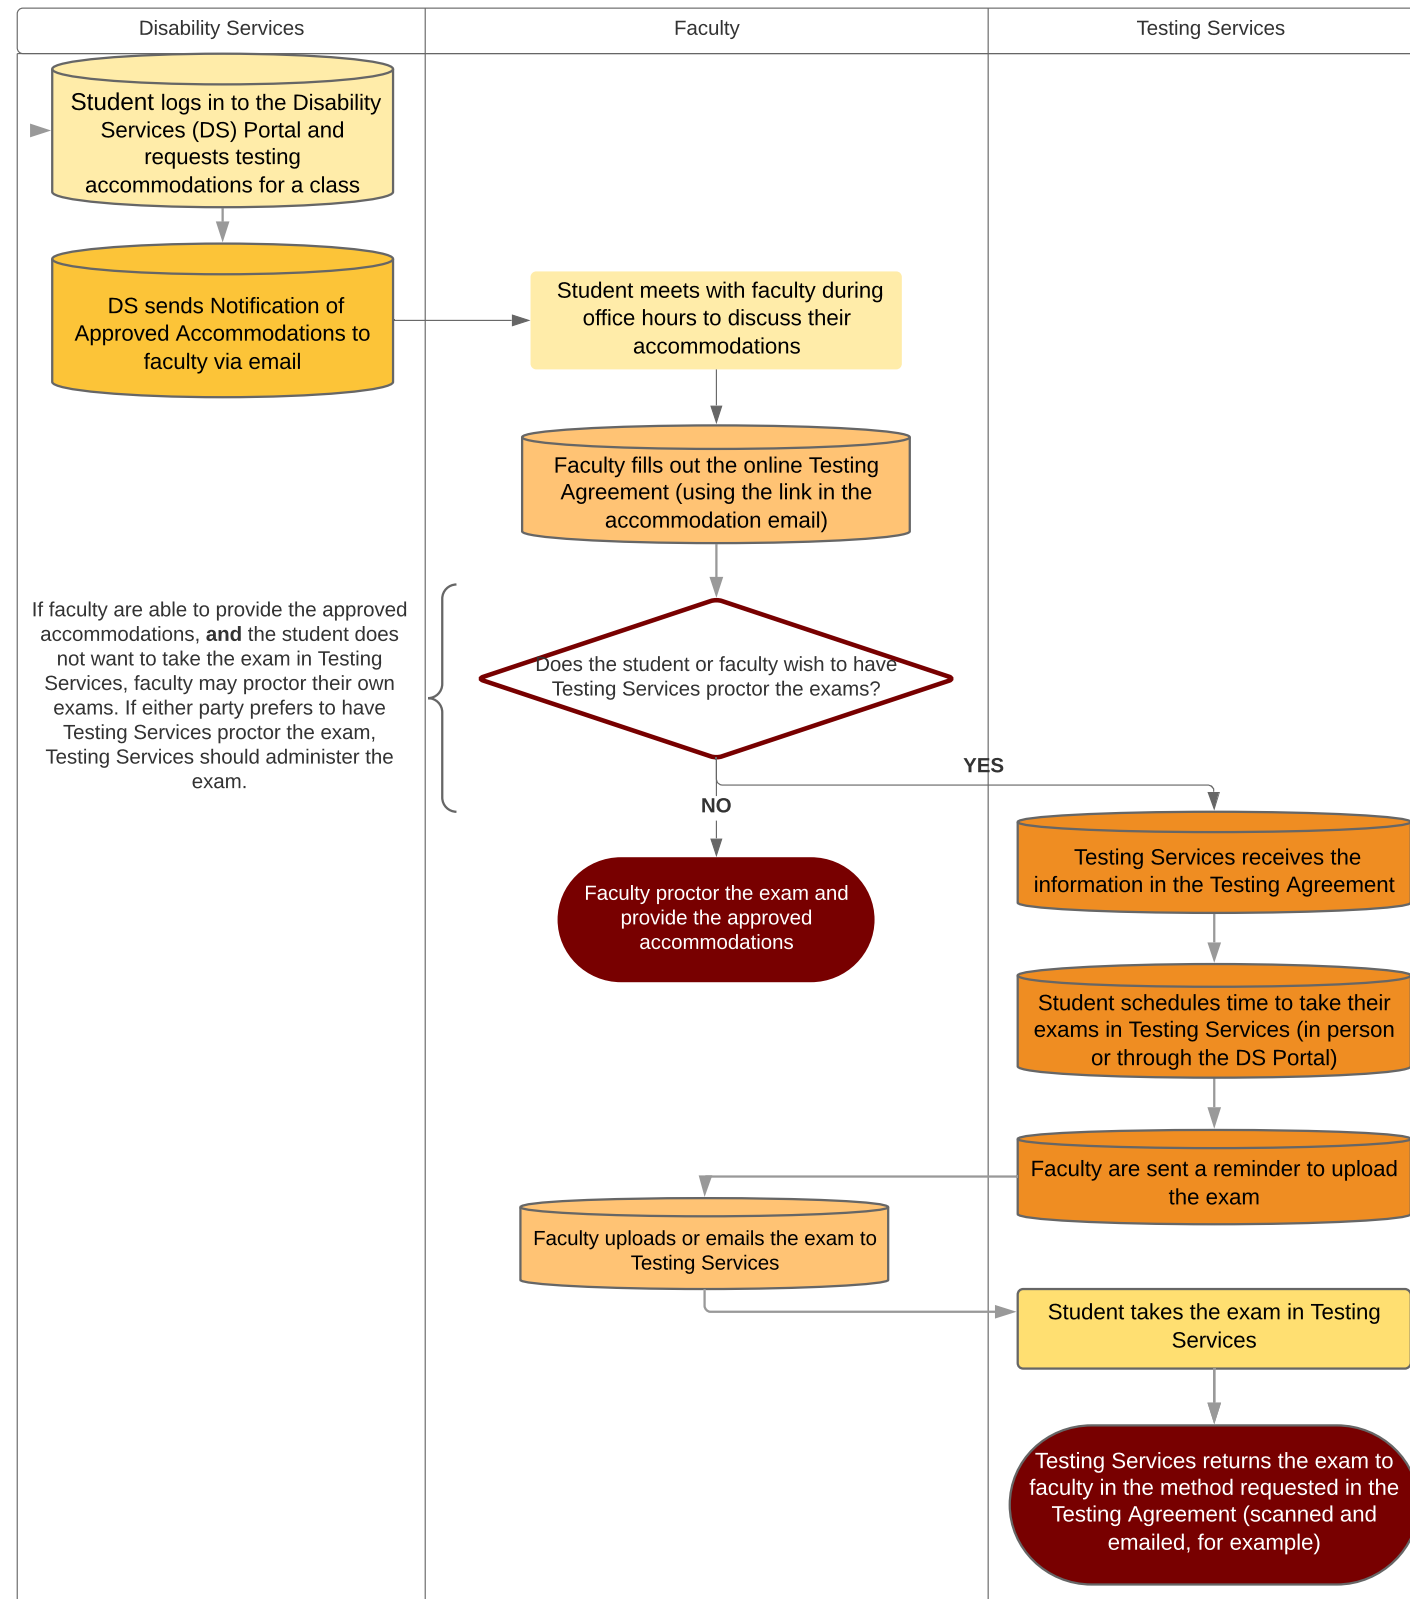 Disability Services
Faculty
Testing Services
Student logs in to the Disability
Services (DS) Portal and
requests testing
accommodations for a class
DS sends Notification of
Approved Accommodations to
faculty via email
Student meets with faculty during
office hours to discuss their
accommodations
Faculty fills out the online Testing
Agreement (using the link in the
accommodation email)
If faculty are able to provide the approved
accommodations, and the student does
not want to take the exam in Testing
Services, faculty may proctor their own
exams. If either party prefers to have
Testing Services proctor the exam,
Testing Services should administer the
exam.
Does the student or faculty wish to have
Testing Services proctor the exams?
YES
NO
Faculty proctor the exam and
provide the approved
accommodations
Testing Services receives the
information in the Testing Agreement
Student schedules time to take their
exams in Testing Services (in person
or through the DS Portal)
Faculty are sent a reminder to upload
the exam
Faculty uploads or emails the exam to
Testing Services
Student takes the exam in Testing
Services
Testing Services returns the exam to
faculty in the method requested in the
Testing Agreement (scanned and
emailed, for example)